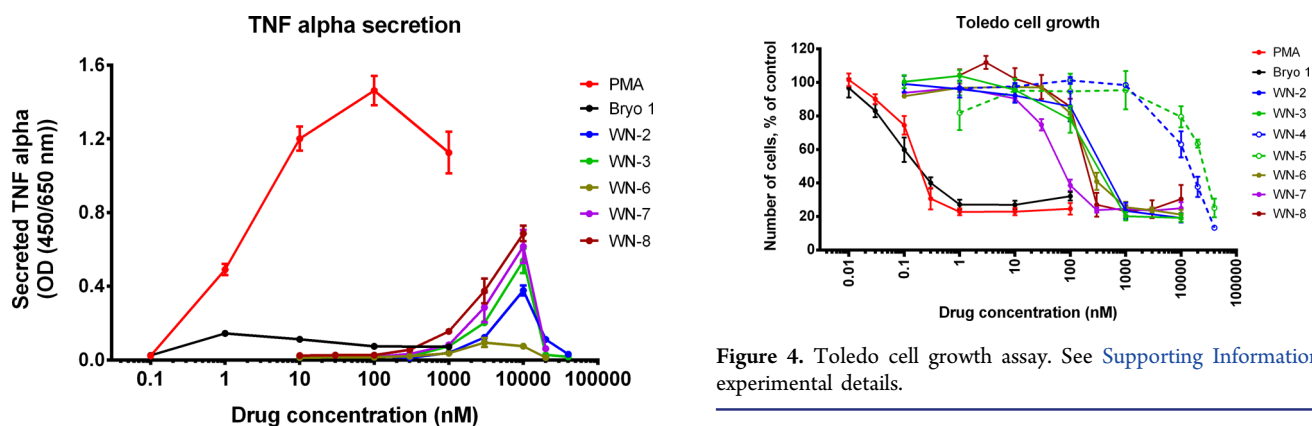 TNF alpha secretion
Secreted TNF alpha
(OD (450/650 nm))
1.6
1.2
0.8
0.4
0.0
0.1
1
10
100
1000
10000
100000
Drug concentration (nM)
PMA
Bryo 1
WN-2
WN-3
WN-6
WN-7
WN-8
Toledo cell growth
Number of cells, % of control
120
100
80
60
40
20
0
0.01
0.1
1
10
100
1000
10000
100000
Drug concentration (nM)
PMA
Bryo 1
WN-2
WN-3
WN-4
WN-5
WN-6
WN-7
WN-8
Figure 4. Toledo cell growth assay. See Supporting Information
experimental details.